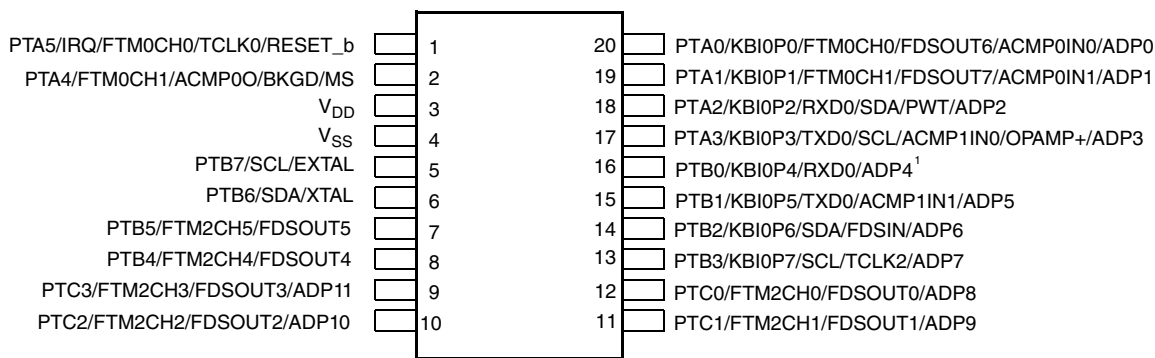 PTA5/IRQ/FTM0CH0/TCLK0/RESET_b 1 20 PTA0/KBI0P0/FTM0CH0/FDSOUT6/ACMP0IN0/ADP0
PTA4/FTM0CH1/ACMP0O/BKGD/MS 2 19 PTA1/KBI0P1/FTM0CH1/FDSOUT7/ACMP0IN1/ADP1
VDD 3 18 PTA2/KBI0P2/RXD0/SDA/PWT/ADP2
VSS 4 17 PTA3/KBI0P3/TXD0/SCL/ACMP1IN0/OPAMP+/ADP3
PTB7/SCL/EXTAL 5 16 PTB0/KBI0P4/RXD0/ADP4¹
PTB6/SDA/XTAL 6 15 PTB1/KBI0P5/TXD0/ACMP1IN1/ADP5
PTB5/FTM2CH5/FDSOUT5 7 14 PTB2/KBI0P6/SDA/FDSIN/ADP6
PTB4/FTM2CH4/FDSOUT4 8 13 PTB3/KBI0P7/SCL/TCLK2/ADP7
PTC3/FTM2CH3/FDSOUT3/ADP11 9 12 PTC0/FTM2CH0/FDSOUT0/ADP8
PTC2/FTM2CH2/FDSOUT2/ADP10 10 11 PTC1/FTM2CH1/FDSOUT1/ADP9